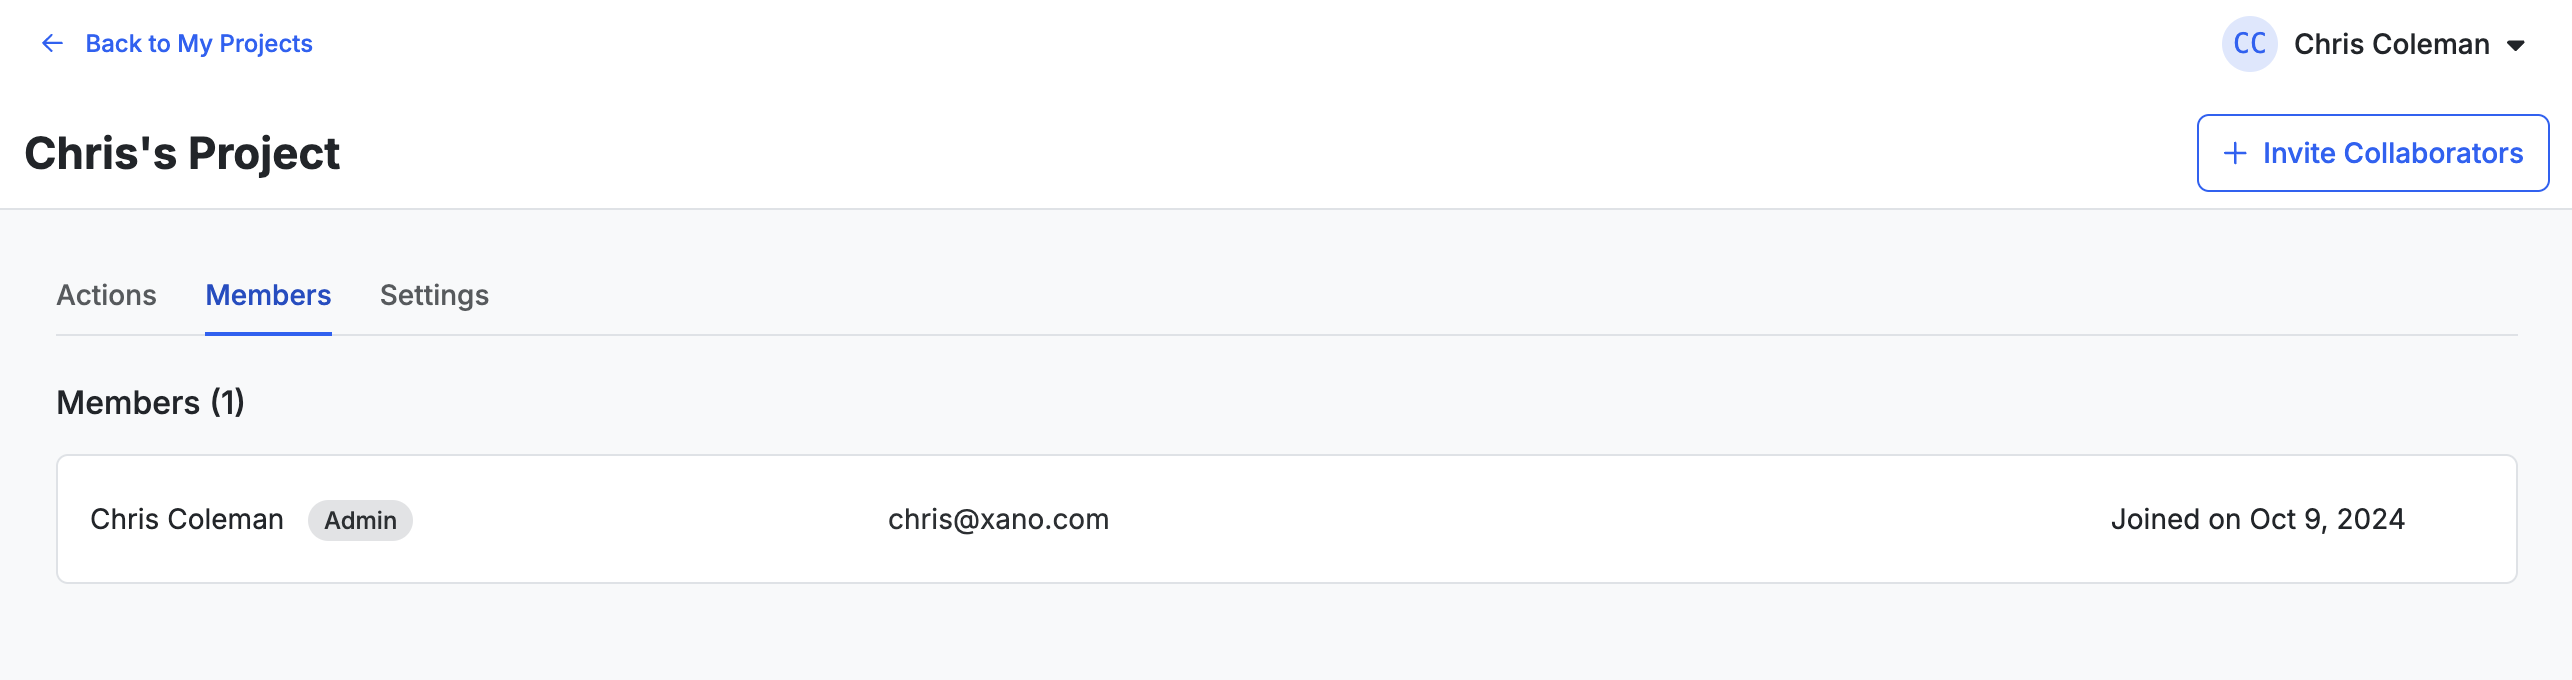 Back to My Projects
CC Chris Coleman
Chris's Project
Invite Collaborators
Actions Members Settings
Members (1)
Chris Coleman Admin chris@xano.com Joined on Oct 9, 2024